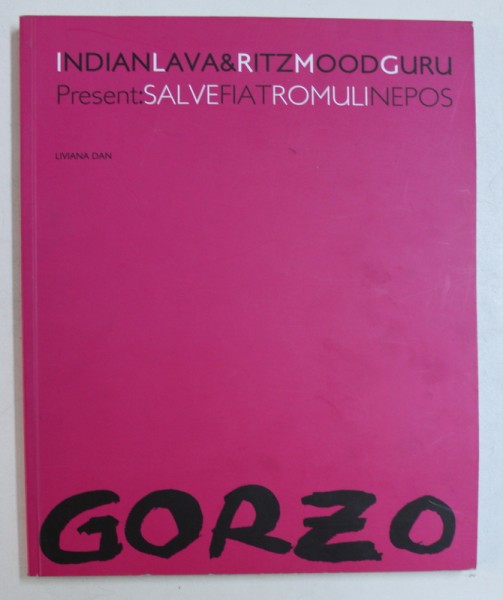 INDIANLAVA&RITZMOODGURU
Present:SALVEFIATROMULINEPOS
LIVIANA DAN
GORZO